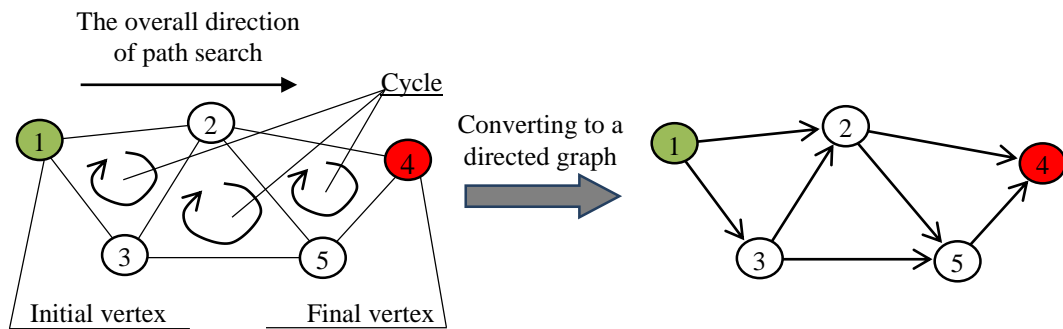 The overall direction
of path search
Cycle
1
2
4
3
5
Initial vertex
Final vertex
Converting to a
directed graph
1
2
4
3
5